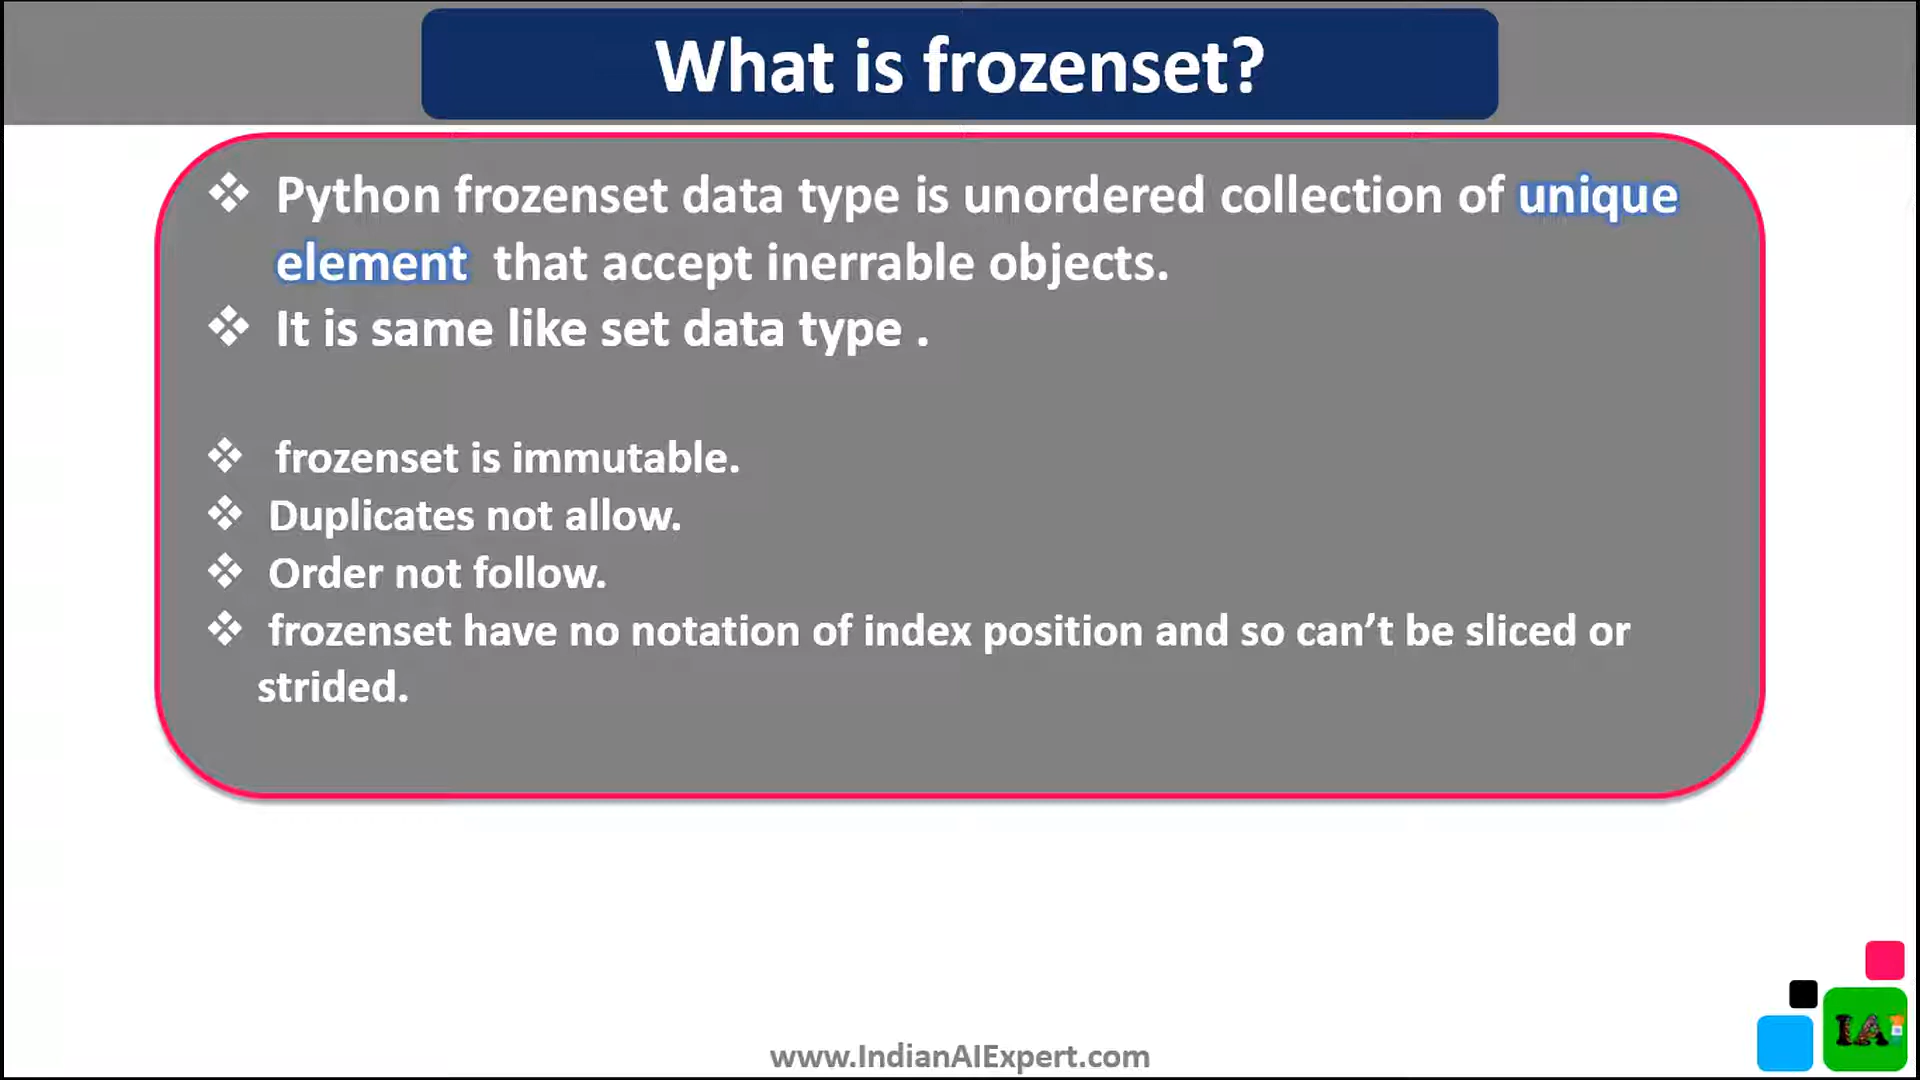 What is frozenset?
❖ Python frozenset data type is unordered collection of unique
element that accept inerrable objects.
❖ It is same like set data type .
❖ frozenset is immutable.
❖ Duplicates not allow.
❖ Order not follow.
❖ frozenset have no notation of index position and so can’t be sliced or
strided.
IAI
www.IndianAIExpert.com